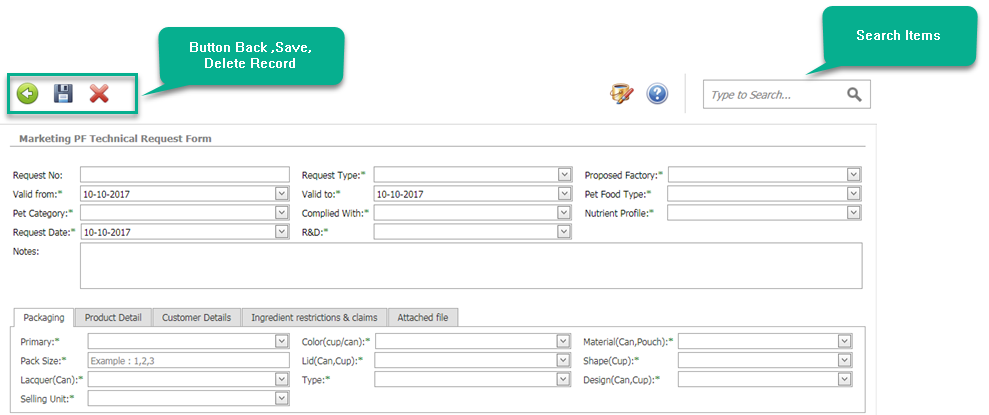 Button Back ,Save,
Delete Record
Search Items
Type to Search...
Marketing PF Technical Request Form
Request No: Request Type:* Proposed Factory:*
Valid from:* 10-10-2017 Valid to:* 10-10-2017 Pet Food Type:*
Pet Category:* Complied With:* Nutrient Profile:*
Request Date:* 10-10-2017 R&D:*
Notes:
Packaging Product Detail Customer Details Ingredient restrictions & claims Attached file
Primary:* Color(cup/can):* Material(Can,Pouch):*
Pack Size:* Example : 1,2,3 Lid(Can,Cup):* Shape(Cup):*
Lacquer(Can):* Type:* Design(Can,Cup):*
Selling Unit:*